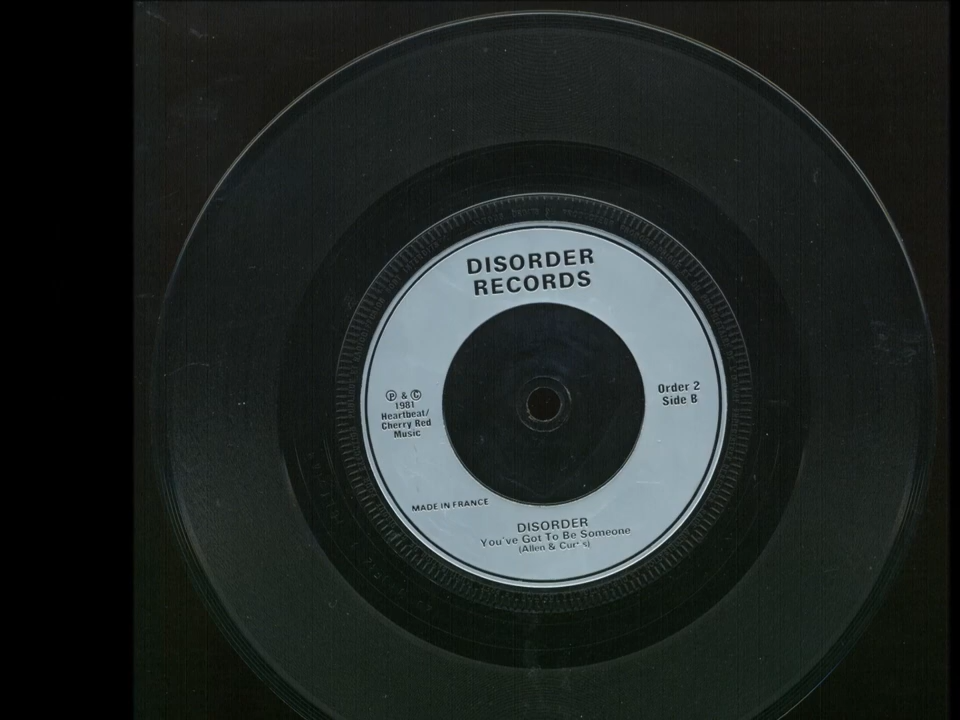 DISORDER
RECORDS
Ⓟ & Ⓒ
1981
Heartbeat/
Cherry Red
Music
Order 2
Side B
MADE IN FRANCE
DISORDER
You've Got To Be Someone
(Allen &